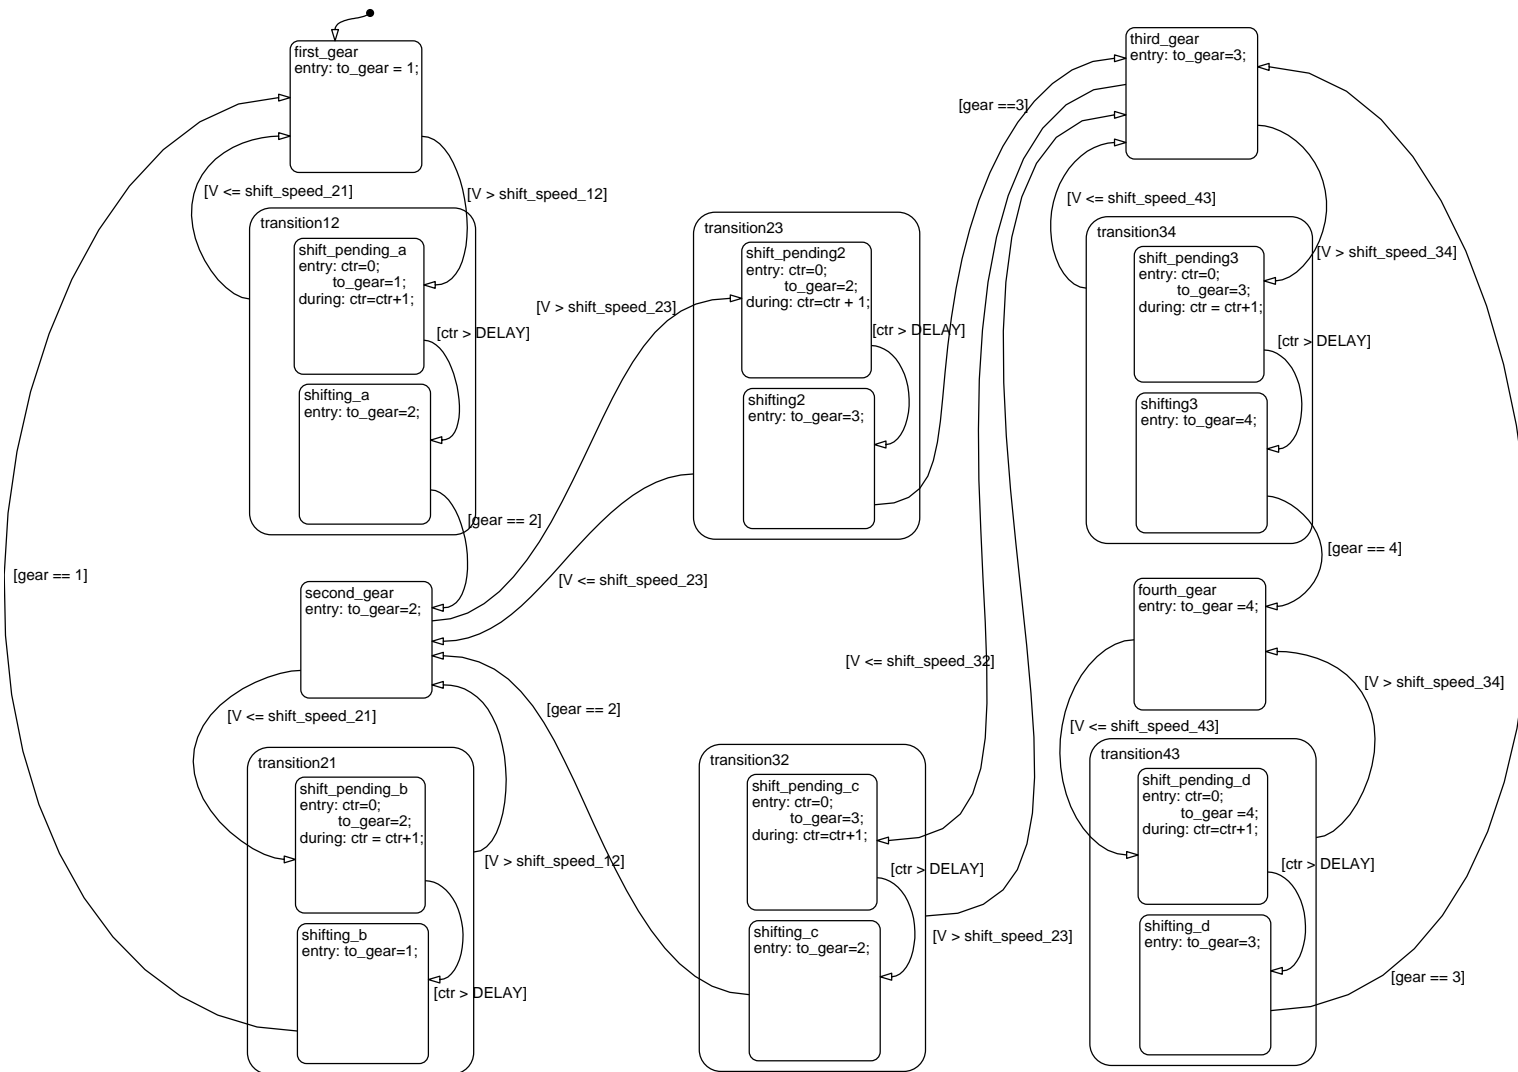 first_gear
entry: to_gear = 1;
[V <= shift_speed_21]
[V > shift_speed_12]
transition12
shift_pending_a
entry: ctr=0;
to_gear=1;
during: ctr=ctr+1;
[ctr > DELAY]
shifting_a
entry: to_gear=2;
[gear == 2]
[gear == 1]
second_gear
entry: to_gear=2;
[V <= shift_speed_21]
transition21
shift_pending_b
entry: ctr=0;
to_gear=2;
during: ctr = ctr+1;
[V > shift_speed_12]
shifting_b
entry: to_gear=1;
[ctr > DELAY]
[V > shift_speed_23]
transition23
shift_pending2
entry: ctr=0;
to_gear=2;
during: ctr=ctr + 1;
[ctr > DELAY]
shifting2
entry: to_gear=3;
[gear ==3]
[V <= shift_speed_23]
[V <= shift_speed_32]
[gear == 2]
transition32
shift_pending_c
entry: ctr=0;
to_gear=3;
during: ctr=ctr+1;
[ctr > DELAY]
shifting_c
entry: to_gear=2;
[V > shift_speed_23]
third_gear
entry: to_gear=3;
[V <= shift_speed_43]
transition34
[V > shift_speed_34]
shift_pending3
entry: ctr=0;
to_gear=3;
during: ctr = ctr+1;
[ctr > DELAY]
shifting3
entry: to_gear=4;
[gear == 4]
fourth_gear
entry: to_gear =4;
[V > shift_speed_34]
[V <= shift_speed_43]
transition43
shift_pending_d
entry: ctr=0;
to_gear =4;
during: ctr=ctr+1;
[ctr > DELAY]
shifting_d
entry: to_gear=3;
[gear == 3]